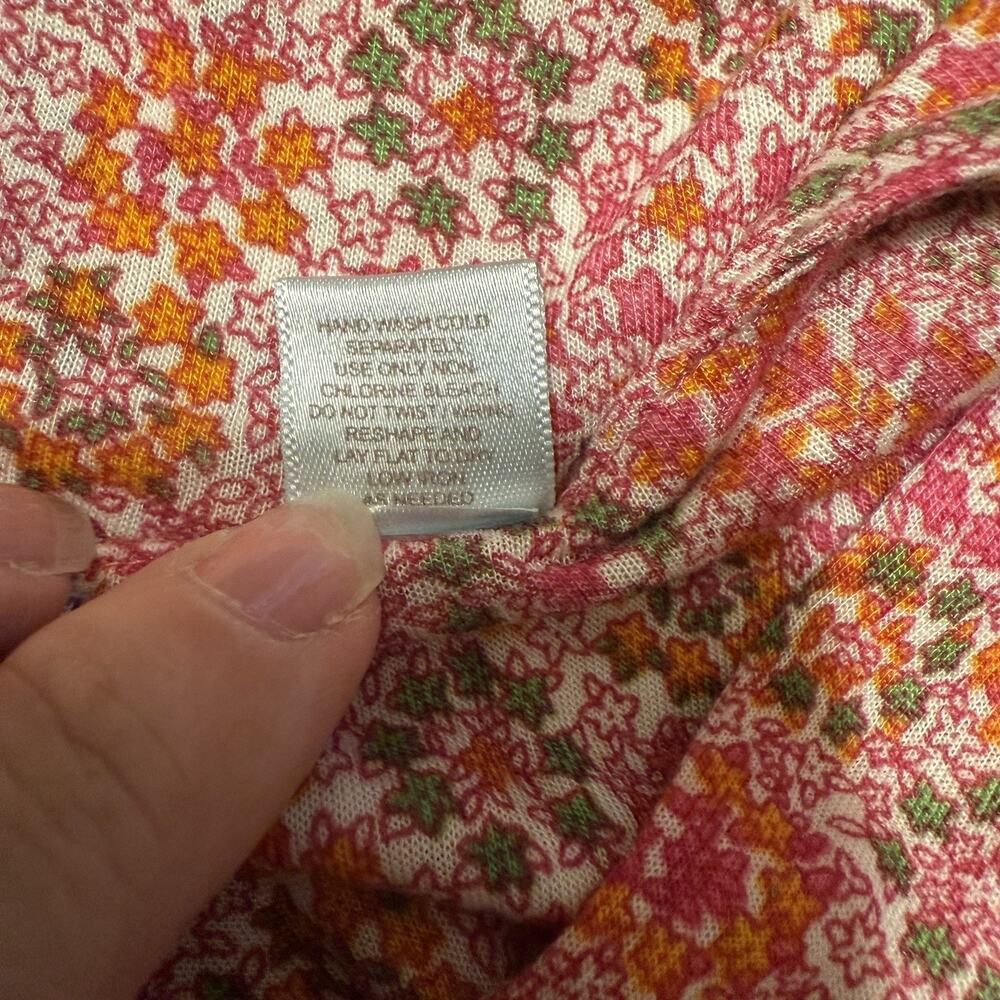 HAND WASH COLD
SEPARATELY.
USE ONLY NON-
CHLORINE BLEACH
DO NOT TWIST / WRING
RESHAPE AND
LAY FLAT TO DRY
LOW IRON
AS NEEDED